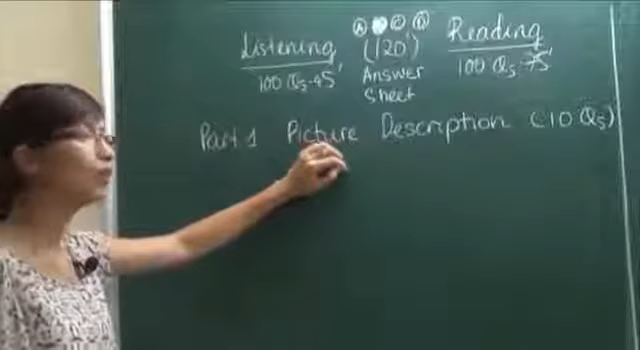 Ⓐ Ⓑ Ⓒ Ⓓ
Listening (120') Reading
100 Qs-45' Answer 100 Qs-75'
Sheet
Part 1 Picture Description (10 Qs)